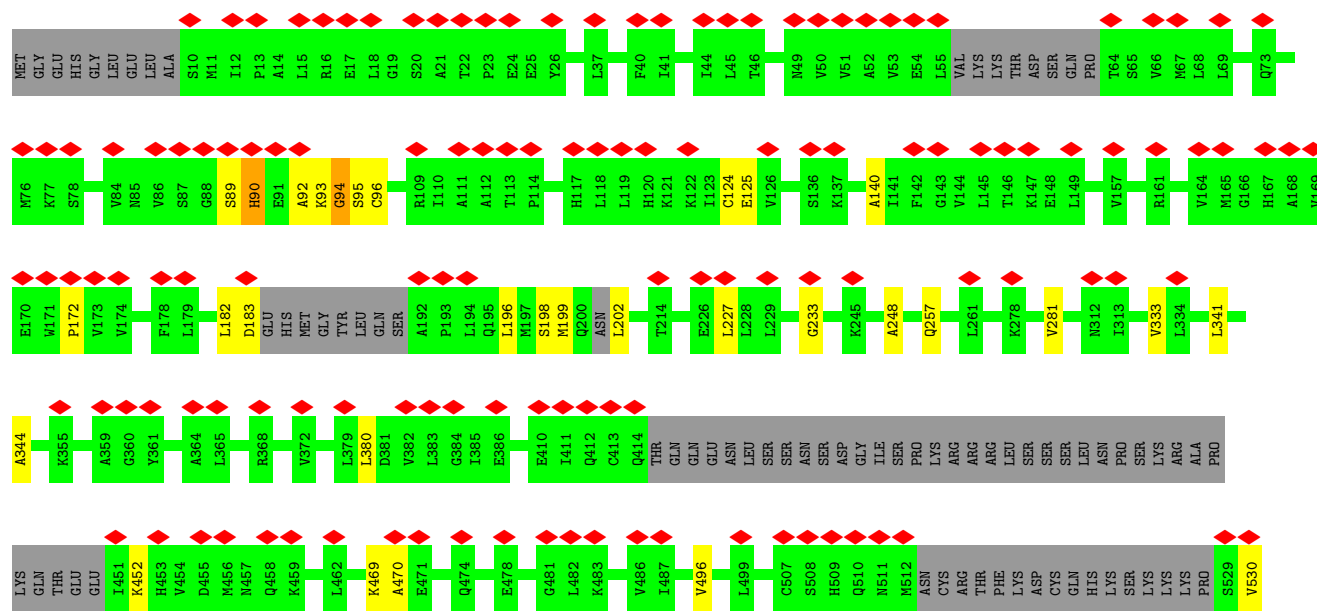 MET GLY GLU HIS GLY LEU GLU LEU ALA S10 M11 I12 P13 A14 L15 R16 E17 L18 G19 S20 A21 T22 P23 E24 E25 Y26 L37 F40 I41 I44 L45 T46 N49 V50 V51 A52 V53 E54 L55 VAL LYS LYS THR ASP SER GLN PRO T64 S65 V66 M67 L68 L69 Q73
M76 K77 S78 V84 N85 V86 S87 G88 S89 H90 E91 A92 K93 G94 S95 C96 R109 I110 A111 A112 T113 P114 H117 L118 L119 H120 K121 K122 I123 C124 E125 V126 S136 K137 A140 I141 F142 G143 V144 L145 T146 K147 E148 L149 V157 R161 V164 M165 G166 H167 A168 V169
E170 W171 P172 V173 V174 F178 L179 L182 D183 GLU HIS MET GLY TYR LEU GLN SER A192 P193 L194 Q195 L196 M197 S198 M199 Q200 ASN L202 T214 E226 L227 L228 L229 G233 K245 A248 Q257 L261 K278 V281 N312 I313 V333 L334 L341
A344 K355 A359 G360 Y361 A364 L365 R368 V372 L379 L380 D381 V382 L383 G384 I385 E386 E410 I411 Q412 C413 Q414 THR GLN GLN GLU ASN LEU SER SER ASN SER ASP GLY ILE SER PRO LYS ARG ARG ARG LEU SER SER SER LEU ASN PRO SER LYS ARG ALA PRO
LYS GLN THR GLU GLU I451 K452 H453 V454 D455 M456 N457 Q458 K459 L462 K469 A470 E471 Q474 E478 G481 L482 K483 V486 I487 V496 L499 C507 S508 H509 Q510 N511 M512 ASN CYS ARG THR PHE LYS ASP CYS GLN HIS LYS SER LYS LYS LYS PRO S529 V530